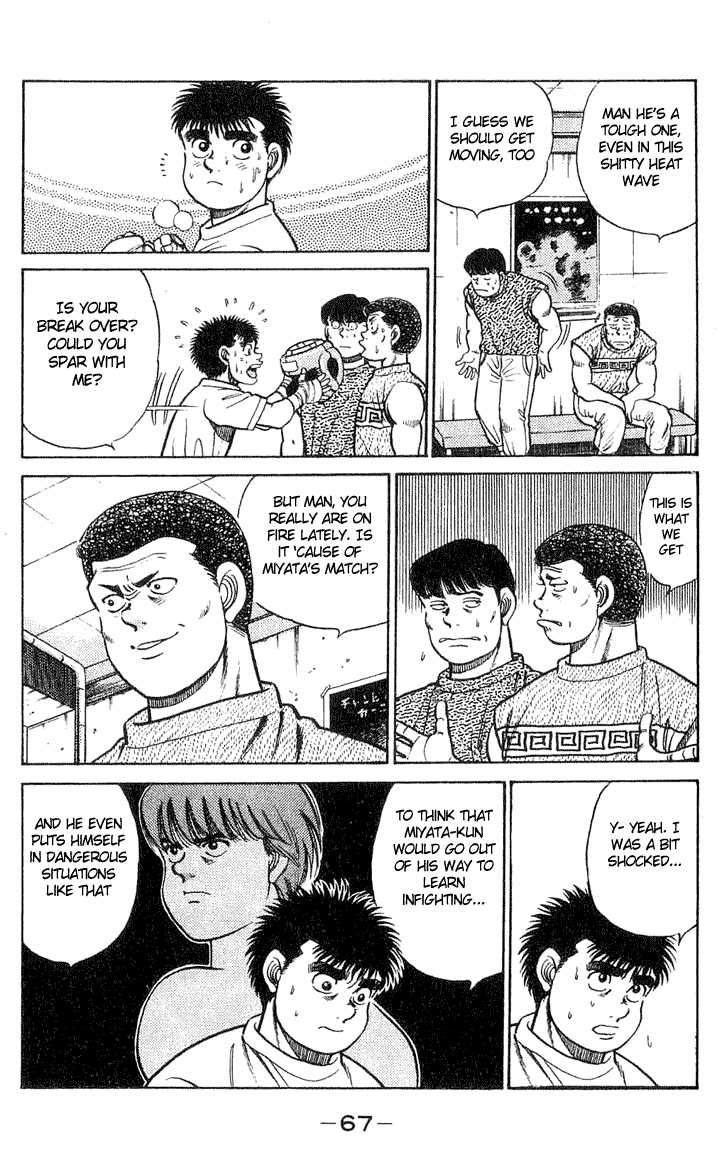 MAN HE'S A
TOUGH ONE,
EVEN IN THIS
SHITTY HEAT
WAVE
I GUESS WE
SHOULD GET
MOVING, TOO
IS YOUR
BREAK OVER?
COULD YOU
SPAR WITH
ME?
THIS IS
WHAT
WE
GET
BUT MAN, YOU
REALLY ARE ON
FIRE LATELY. IS
IT 'CAUSE OF
MIYATA'S MATCH?
Y- YEAH. I
WAS A BIT
SHOCKED...
TO THINK THAT
MIYATA-KUN
WOULD GO OUT
OF HIS WAY TO
LEARN
INFIGHTING...
AND HE EVEN
PUTS HIMSELF
IN DANGEROUS
SITUATIONS
LIKE THAT
—67—